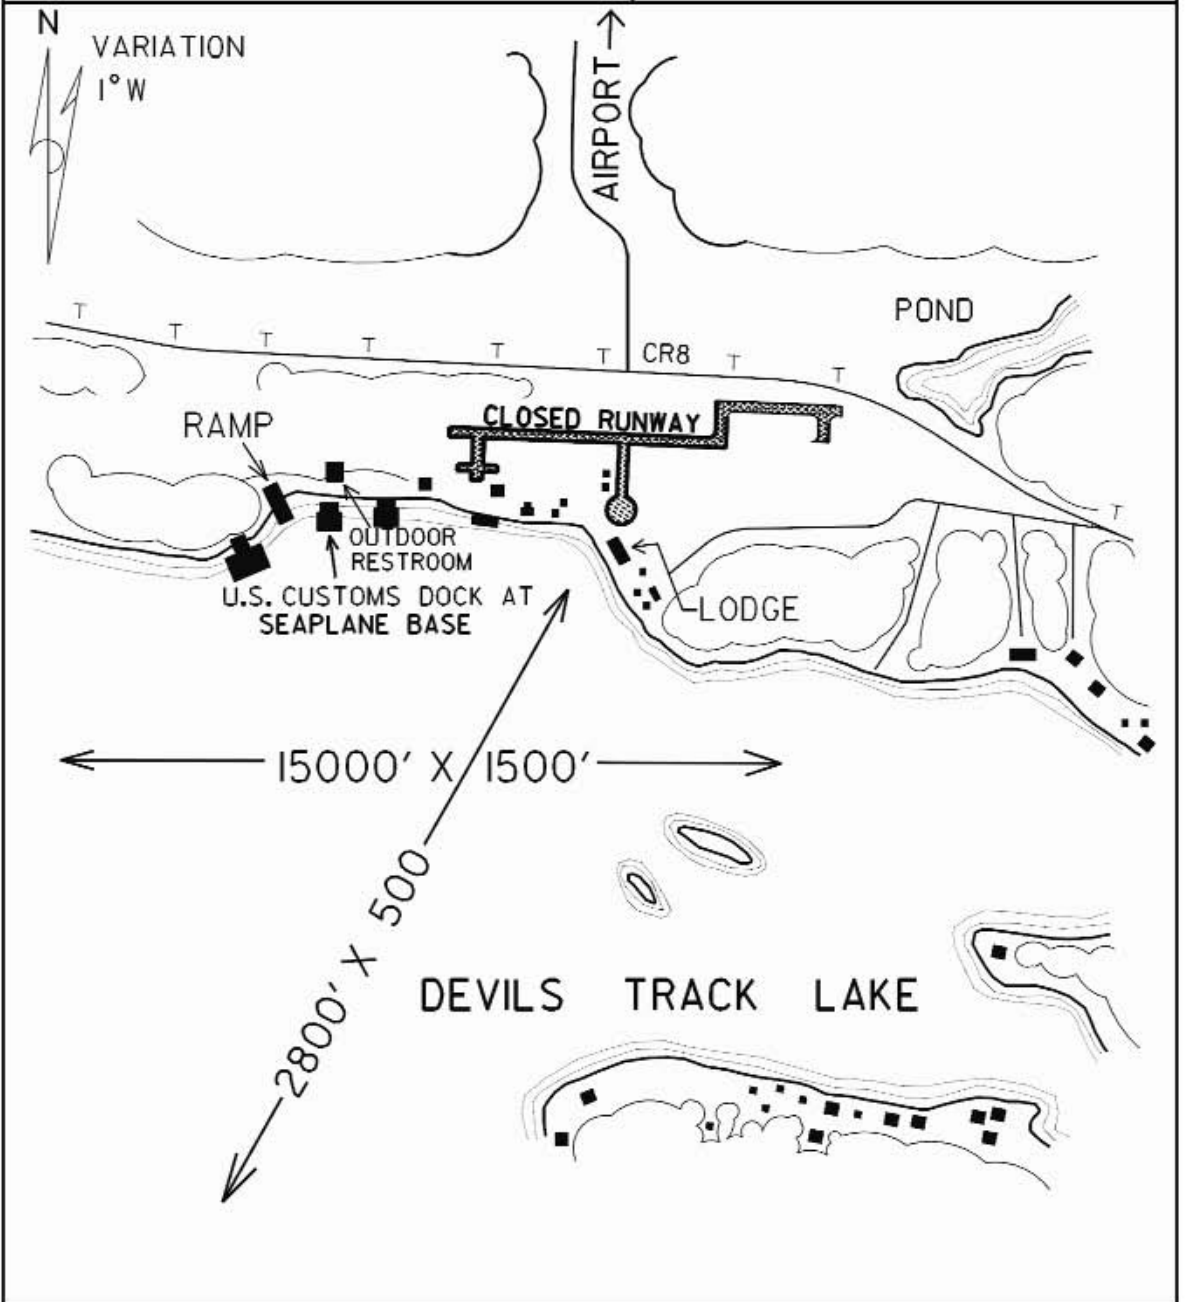 N
VARIATION
1°W
AIRPORT
POND
T
T
T
T
T
T
CR8
T
T
CLOSED RUNWAY
RAMP
T
OUTDOOR
RESTROOM
U.S. CUSTOMS DOCK AT
SEAPLANE BASE
LODGE
15000' X 1500'
2800' X 500
DEVILS TRACK LAKE